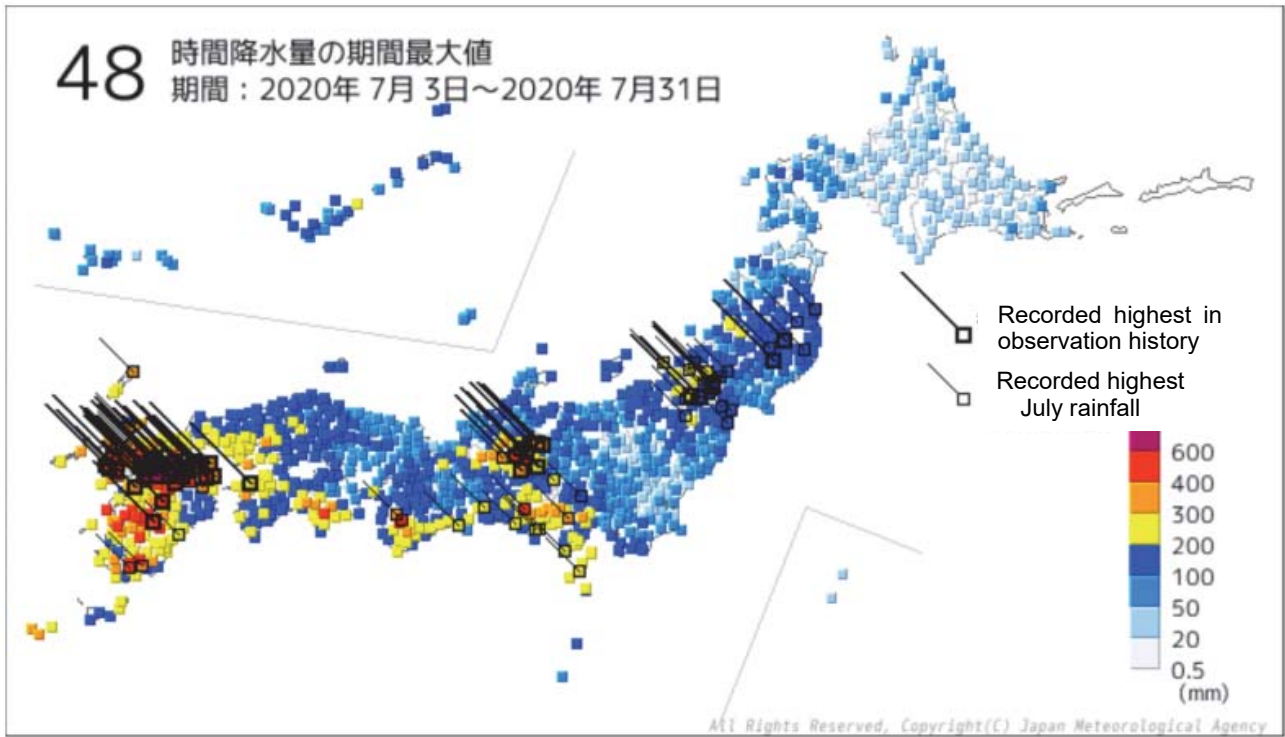 48
時間降水量の期間最大値
期間：2020年 7月 3日～2020年 7月31日
Recorded highest in
observation history
Recorded highest
July rainfall
600
400
300
200
100
50
20
0.5
(mm)
All Rights Reserved, Copyright(C) Japan Meteorological Agency